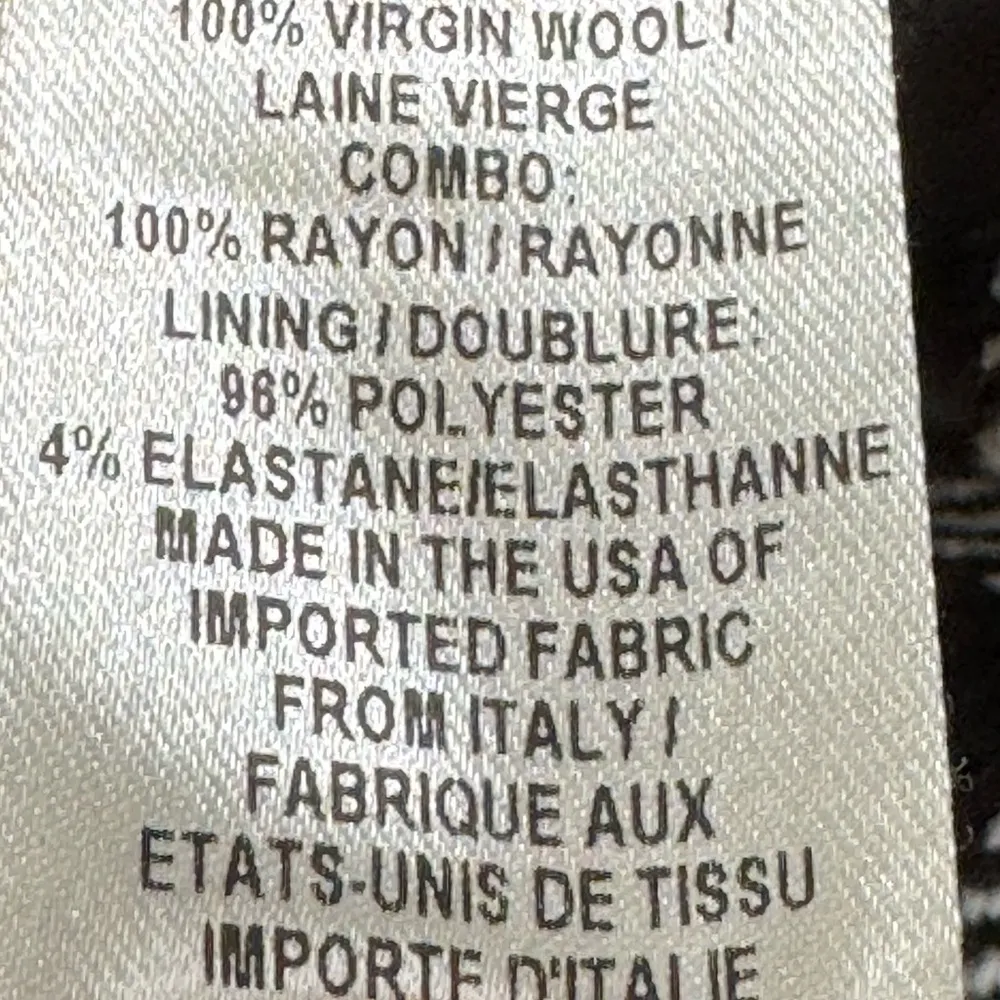 100% VIRGIN WOOL /
LAINE VIERGE
COMBO:
100% RAYON / RAYONNE
LINING / DOUBLURE:
96% POLYESTER
4% ELASTANE/ELASTHANNE
MADE IN THE USA OF
IMPORTED FABRIC
FROM ITALY /
FABRIQUE AUX
ETATS-UNIS DE TISSU
IMPORTE D'ITALIE